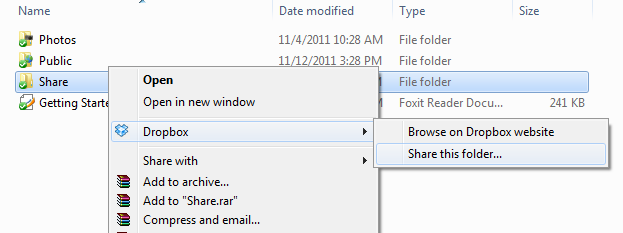 Name Date modified Type Size
Photos 11/4/2011 10:28 AM File folder
Public 11/12/2011 3:28 PM File folder
Share M File folder
Getting Starte Foxit Reader Docu... 241 KB
Open
Open in new window
Dropbox
Browse on Dropbox website
Share this folder...
Share with
Add to archive...
Add to "Share.rar"
Compress and email...